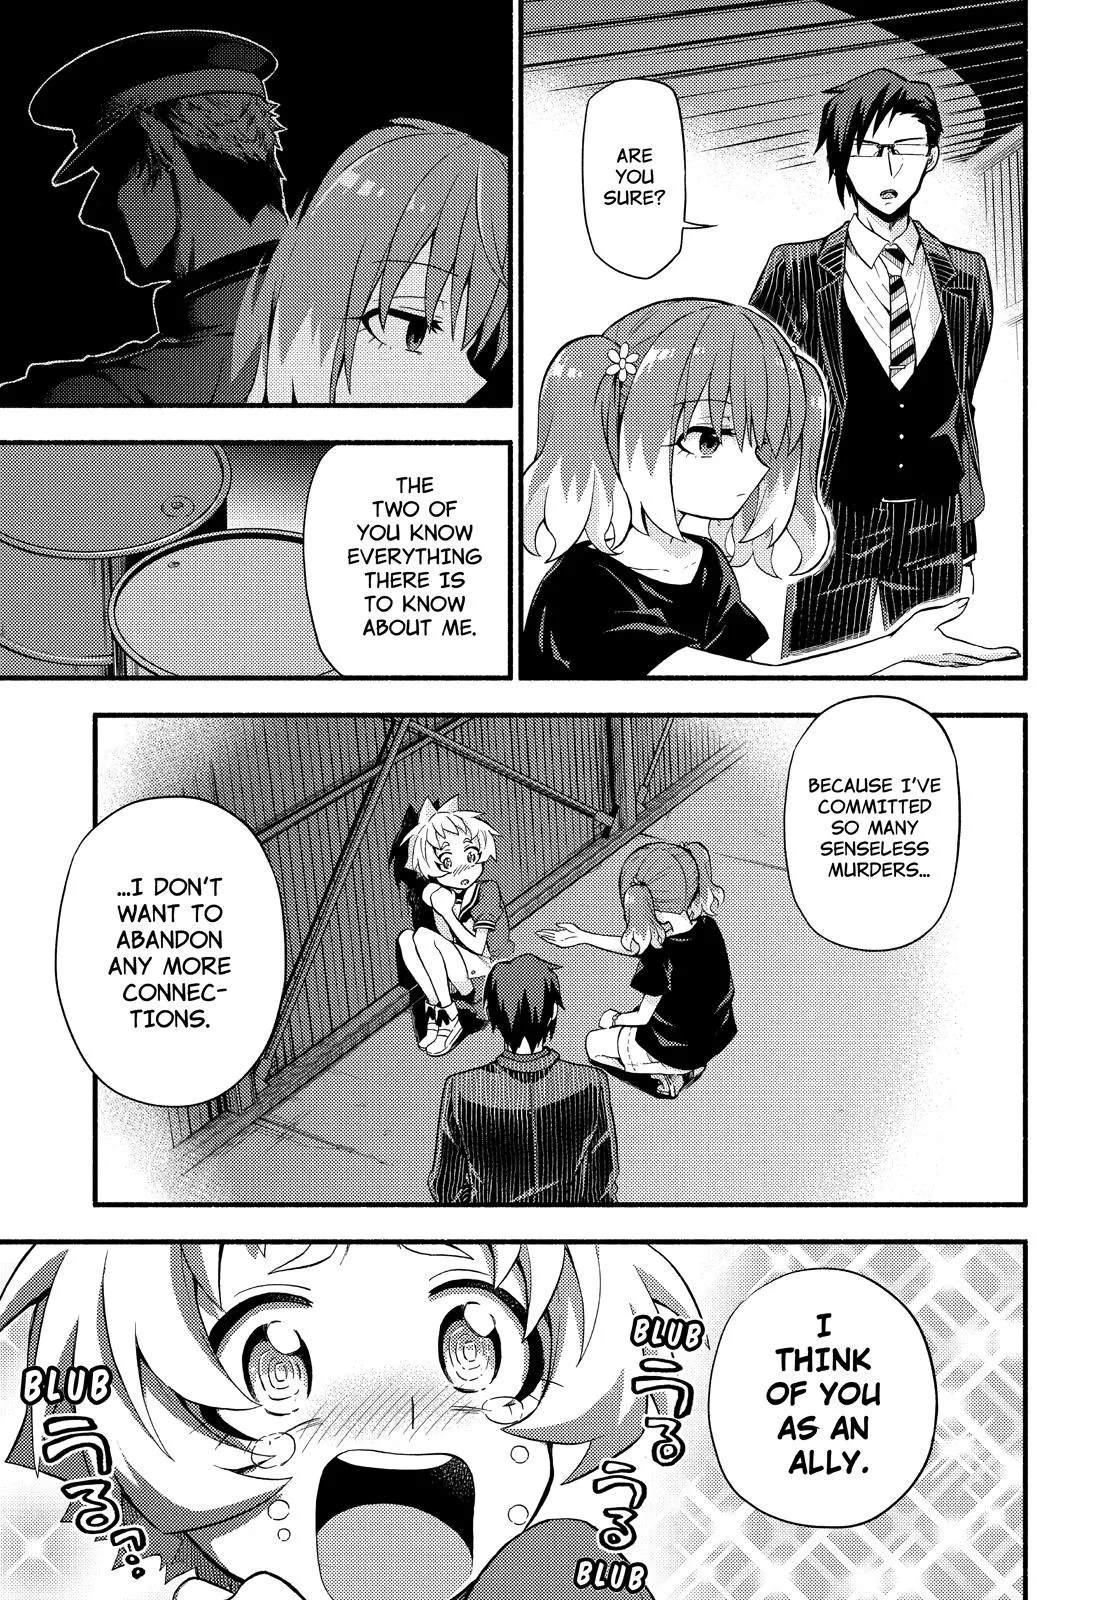 ARE
YOU
SURE?
THE
TWO OF
YOU KNOW
EVERYTHING
THERE IS
TO KNOW
ABOUT ME.
BECAUSE I'VE
COMMITTED
SO MANY
SENSELESS
MURDERS...
...I DON'T
WANT TO
ABANDON
ANY MORE
CONNEC-
TIONS.
I
THINK
OF YOU
AS AN
ALLY.
BLUB
うる
うる
BLUB
BLUB
うる?